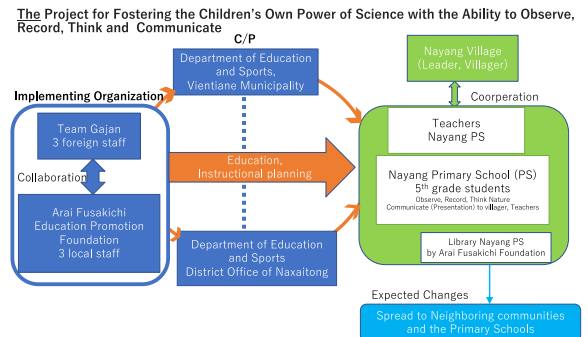 The Project for Fostering the Children's Own Power of Science with the Ability to Observe,
Record, Think and Communicate
C/P
Department of Education
and Sports,
Vientiane Municipality
Nayang Village
(Leader, Villager)
Implementing Organization
Coorperation
Team Gajan
3 foreign staff
Teachers
Nayang PS
Education,
Instructional planning
Collaboration
Nayang Primary School (PS)
5th grade students
Observe, Record, Think Nature
Communicate (Presentation) to villager, Teachers
Arai Fusakichi
Education Promotion
Foundation
3 local staff
Department of Education
and Sports
District Office of Naxaitong
Library Nayang PS
by Arai Fusakichi Foundation
Expected Changes
Spread to Neighboring communities
and the Primary Schools